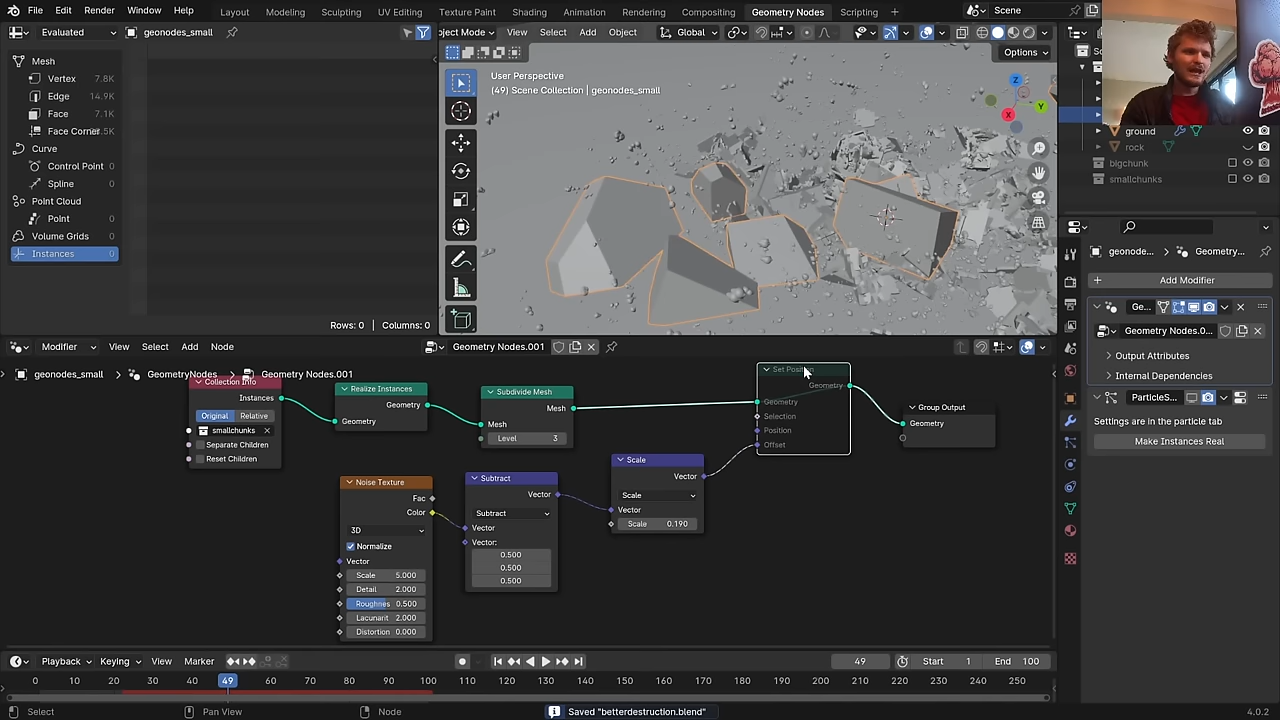 File Edit Render Window Help Layout Modeling Sculpting UV Editing Texture Paint Shading Animation Rendering Compositing Geometry Nodes Scripting Scene
Evaluated geonodes_small
Mesh
Vertex 7.8K
Edge 14.9K
Face 7.1K
Face Corner
Curve
Control Point 0
Spline 0
Point Cloud
Point 0
Volume Grids 0
Instances 0
Rows: 0 | Columns: 0
Mode View Select Add Object Global
Options
User Perspective
(49) Scene Collection | geonodes_small
Z
Y
X
ground
rock
bigchunk
smallchunks
geonode... Geometry...
Add Modifier
Ge...
Geometry Nodes.0...
Output Attributes
Internal Dependencies
ParticleS...
Settings are in the particle tab
Make Instances Real
Modifier View Select Add Node Geometry Nodes.001
geonodes_small GeometryNodes Geometry Nodes.001
Collection Info
Instances
Original Relative
smallchunks
Separate Children
Reset Children
Realize Instances
Geometry
Geometry
Subdivide Mesh
Mesh
Mesh
Level 3
Set Position
Geometry
Geometry
Selection
Position
Offset
Group Output
Geometry
Noise Texture
Fac
Color
3D
Normalize
Vector
Scale 5.000
Detail 2.000
Roughnes 0.500
Lacunarit 2.000
Distortion 0.000
Subtract
Vector
Subtract
Vector
Vector:
0.500
0.500
0.500
Scale
Vector
Scale
Vector
Scale 0.190
Playback Keying View Marker 49 Start 1 End 100
0 10 20 30 40 49 60 70 80 90 100 110 120 130 140 150 160 170 180 190 200 210 220 230 240 250
Select Pan View Node Saved "betterdestruction.blend" 4.0.2